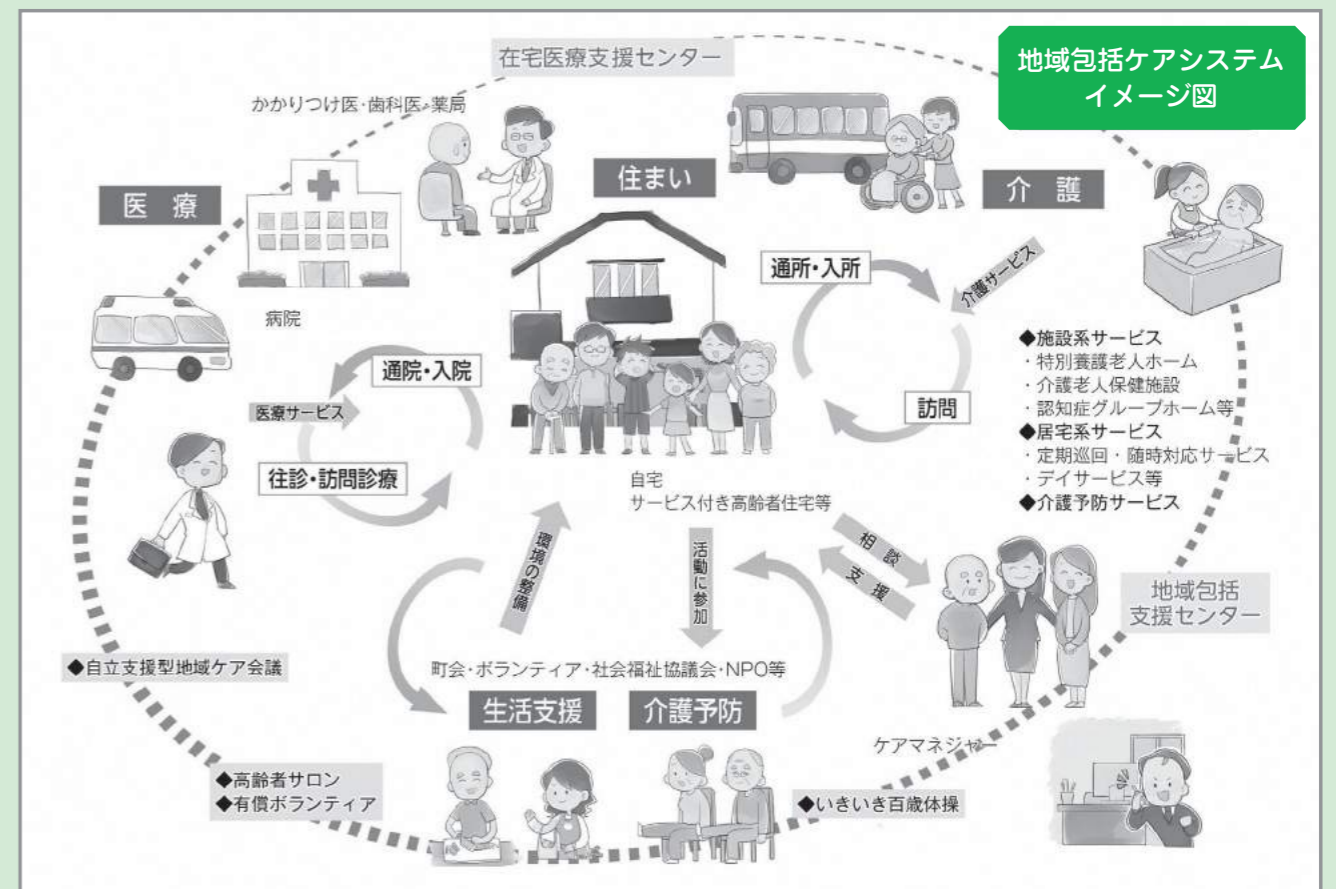 地域包括ケアシステム
イメージ図
在宅医療支援センター
かかりつけ医・歯科医・薬局
医療
住まい
介護
病院
通院・入院
医療サービス
往診・訪問診療
通所・入所
介護サービス
訪問
◆施設系サービス
・特別養護老人ホーム
・介護老人保健施設
・認知症グループホーム等
◆居宅系サービス
・定期巡回・随時対応サービス
・デイサービス等
◆介護予防サービス
自宅
サービス付き高齢者住宅等
環境の整備
活動に参加
相談
支援
地域包括
支援センター
◆自立支援型地域ケア会議
町会・ボランティア・社会福祉協議会・NPO等
生活支援
介護予防
ケアマネジャー
◆高齢者サロン
◆有償ボランティア
◆いきいき百歳体操